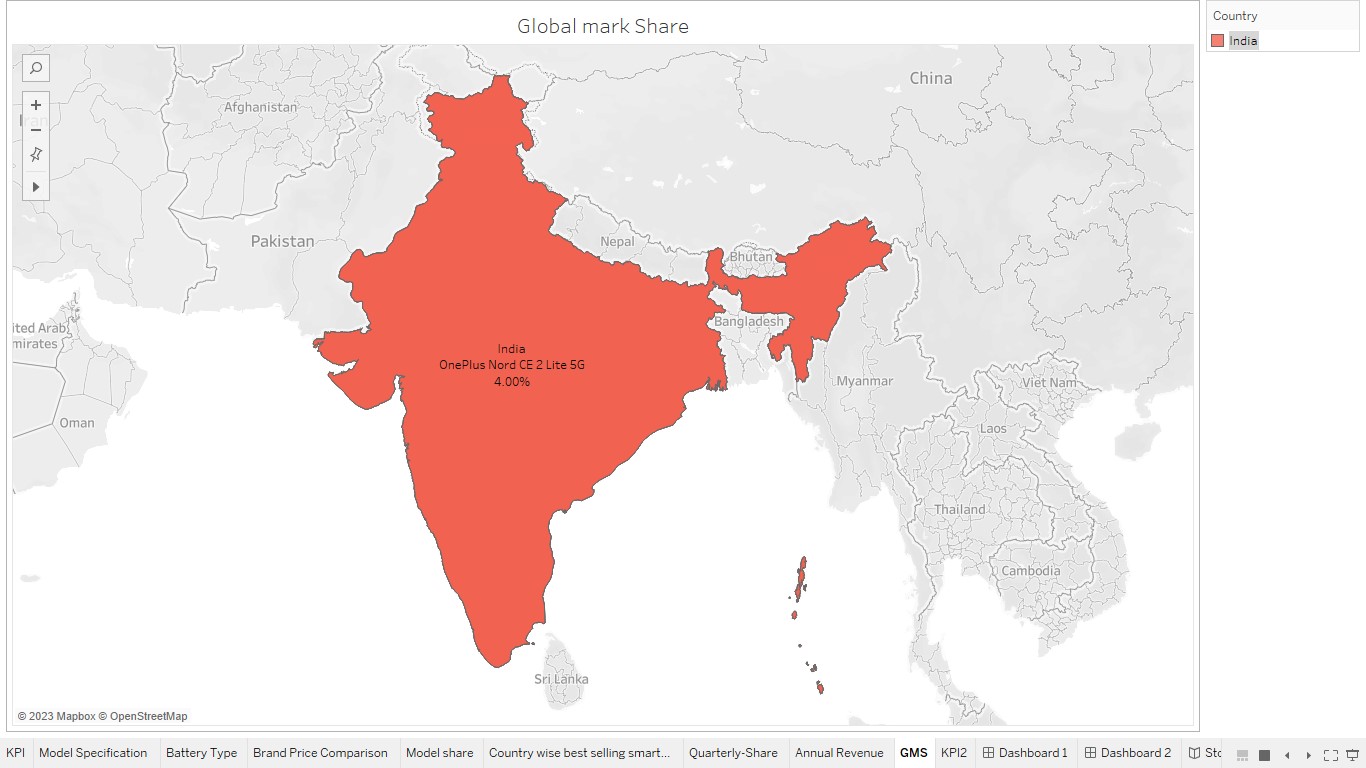 Global mark Share
Country
India
China
Afghanistan
Iran
Pakistan
Nepal
Bhutan
Bangladesh
ited Arab
mirates
India
OnePlus Nord CE 2 Lite 5G
4.00%
Myanmar
Viet Nam
Oman
Laos
Thailand
Cambodia
Sri Lanka
© 2023 Mapbox © OpenStreetMap
KPI Model Specification Battery Type Brand Price Comparison Model share Country wise best selling smart... Quarterly-Share Annual Revenue GMS KPI2 Dashboard 1 Dashboard 2 Sto